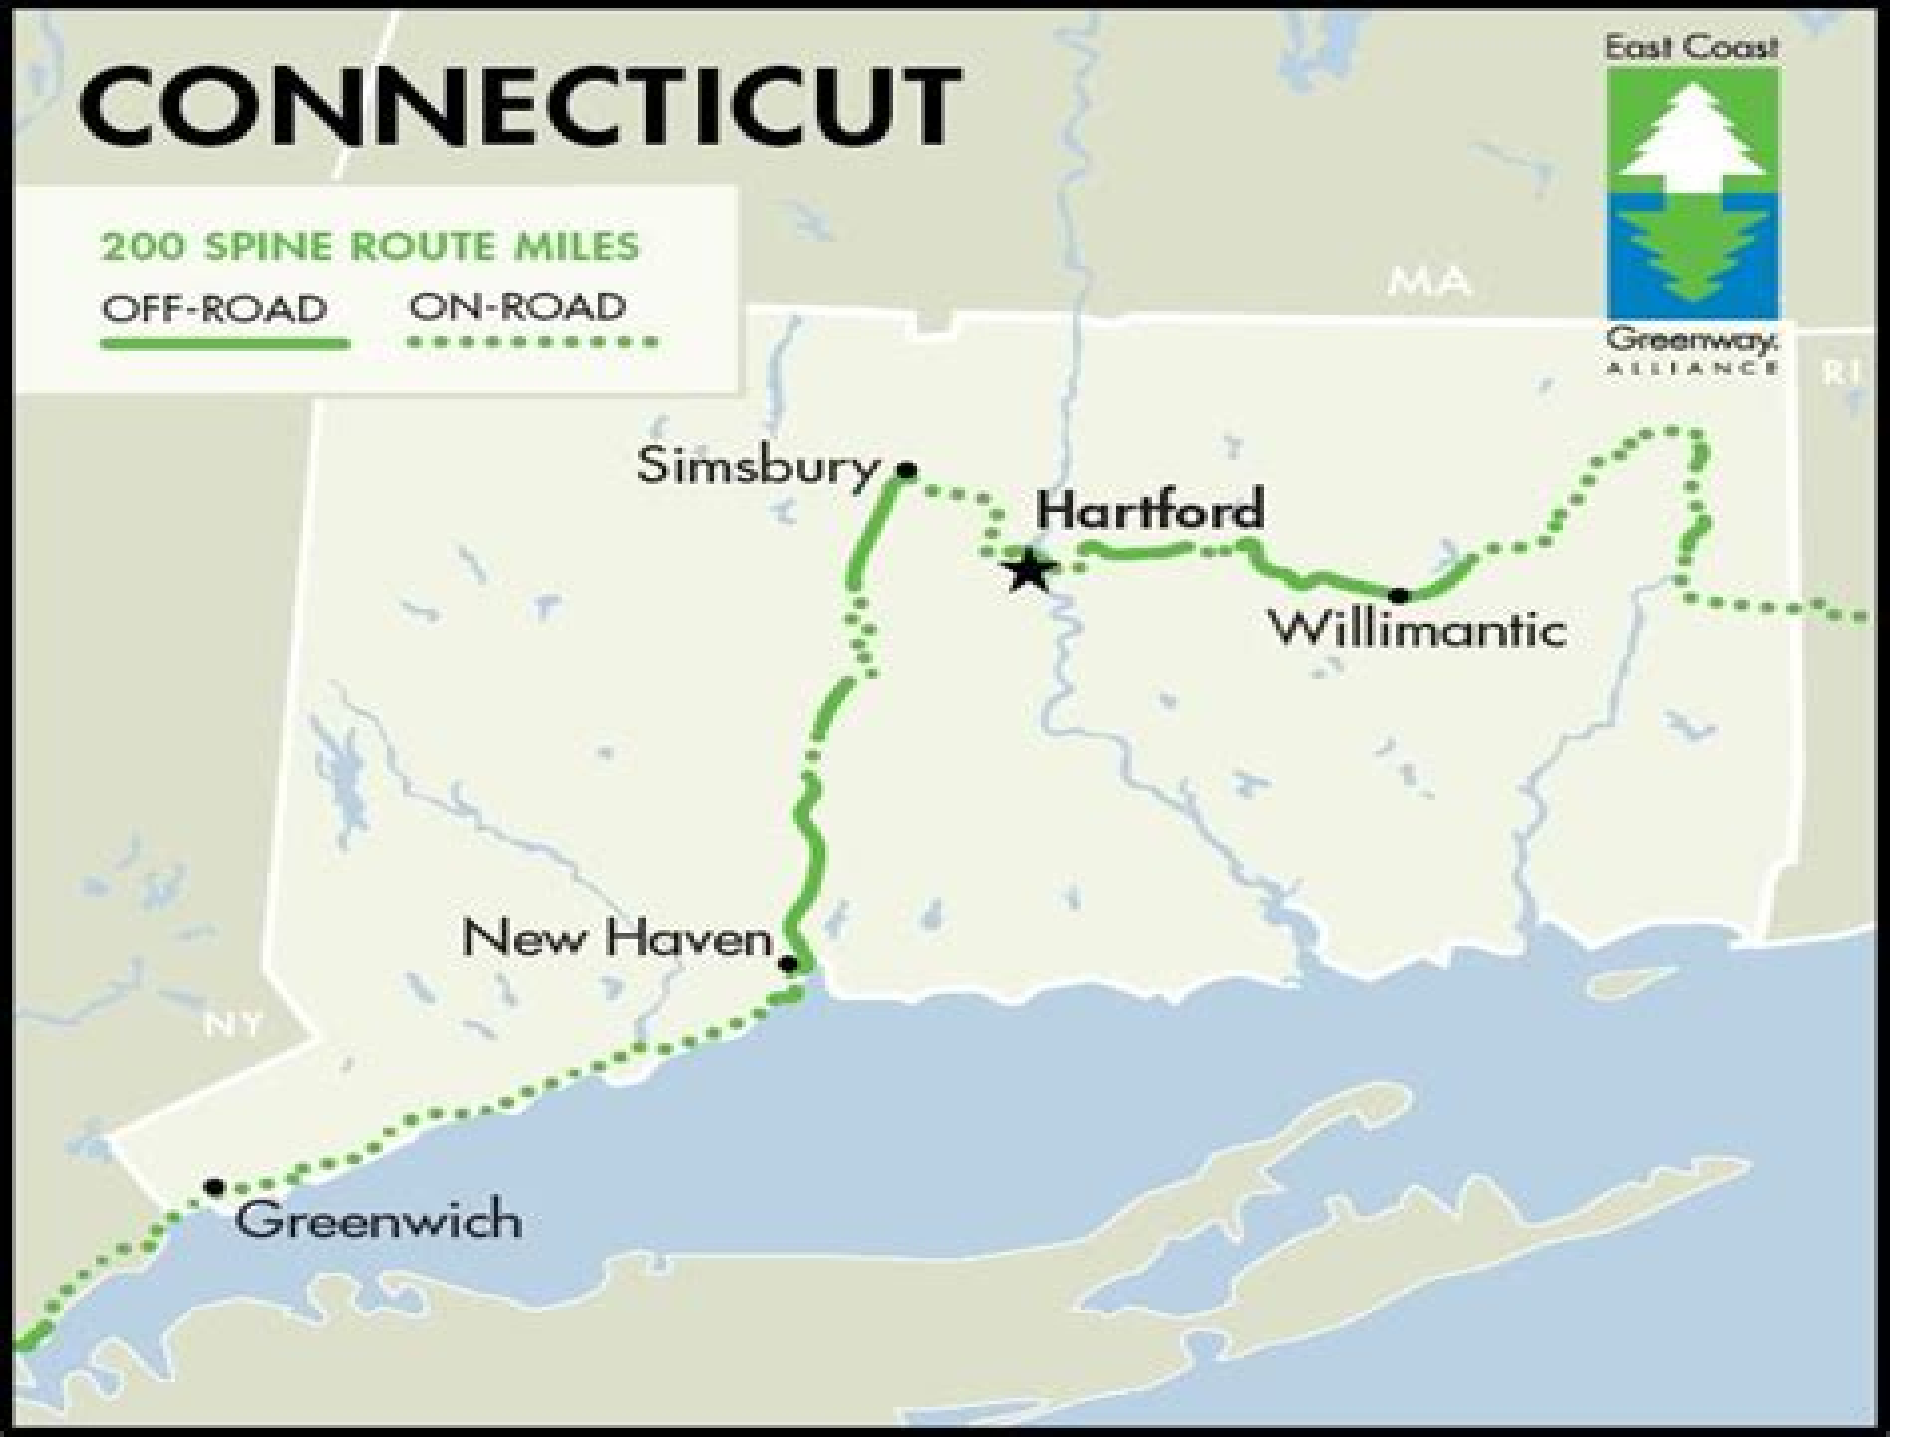 CONNECTICUT
East Coast
Greenway
ALLIANCE
200 SPINE ROUTE MILES
OFF-ROAD
ON-ROAD
MA
RI
Simsbury
Hartford
Willimantic
New Haven
NY
Greenwich